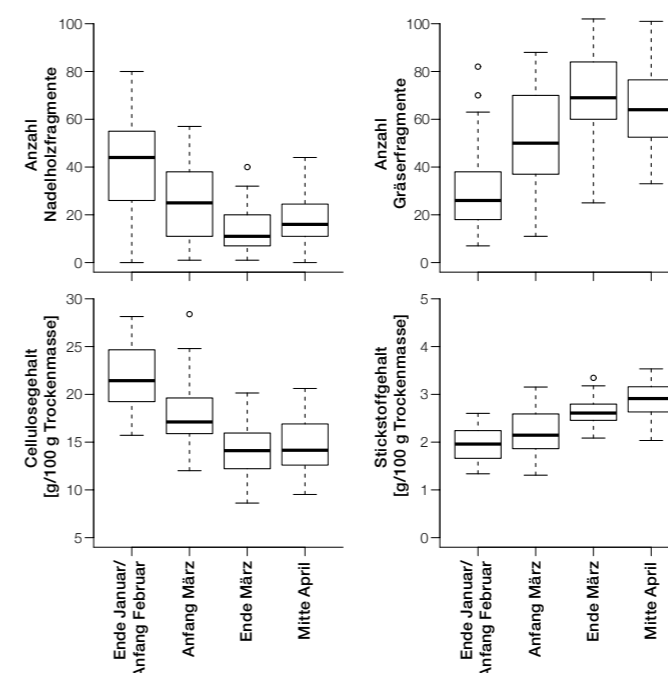 Anzahl
Nadelholzfragmente
100
80
60
40
20
0
Anzahl
Gräserfragmente
100
80
60
40
20
0
Cellulosegehalt
[g/100 g Trockenmasse]
30
25
20
15
10
5
Stickstoffgehalt
[g/100 g Trockenmasse]
5
4
3
2
1
0
Ende Januar/
Anfang Februar
Anfang März
Ende März
Mitte April
Ende Januar/
Anfang Februar
Anfang März
Ende März
Mitte April